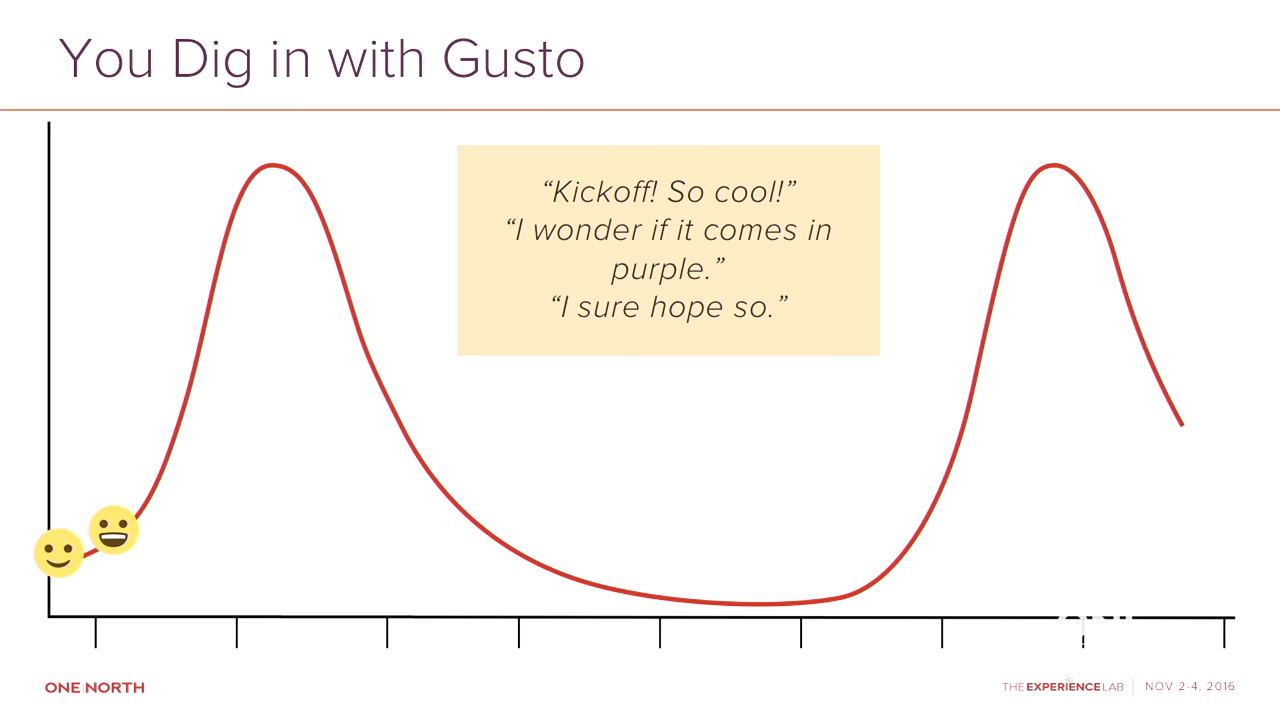 You Dig in with Gusto
“Kickoff! So cool!”
“I wonder if it comes in
purple.”
“I sure hope so.”
ONE NORTH
THE EXPERIENCE LAB
NOV 2-4, 2016